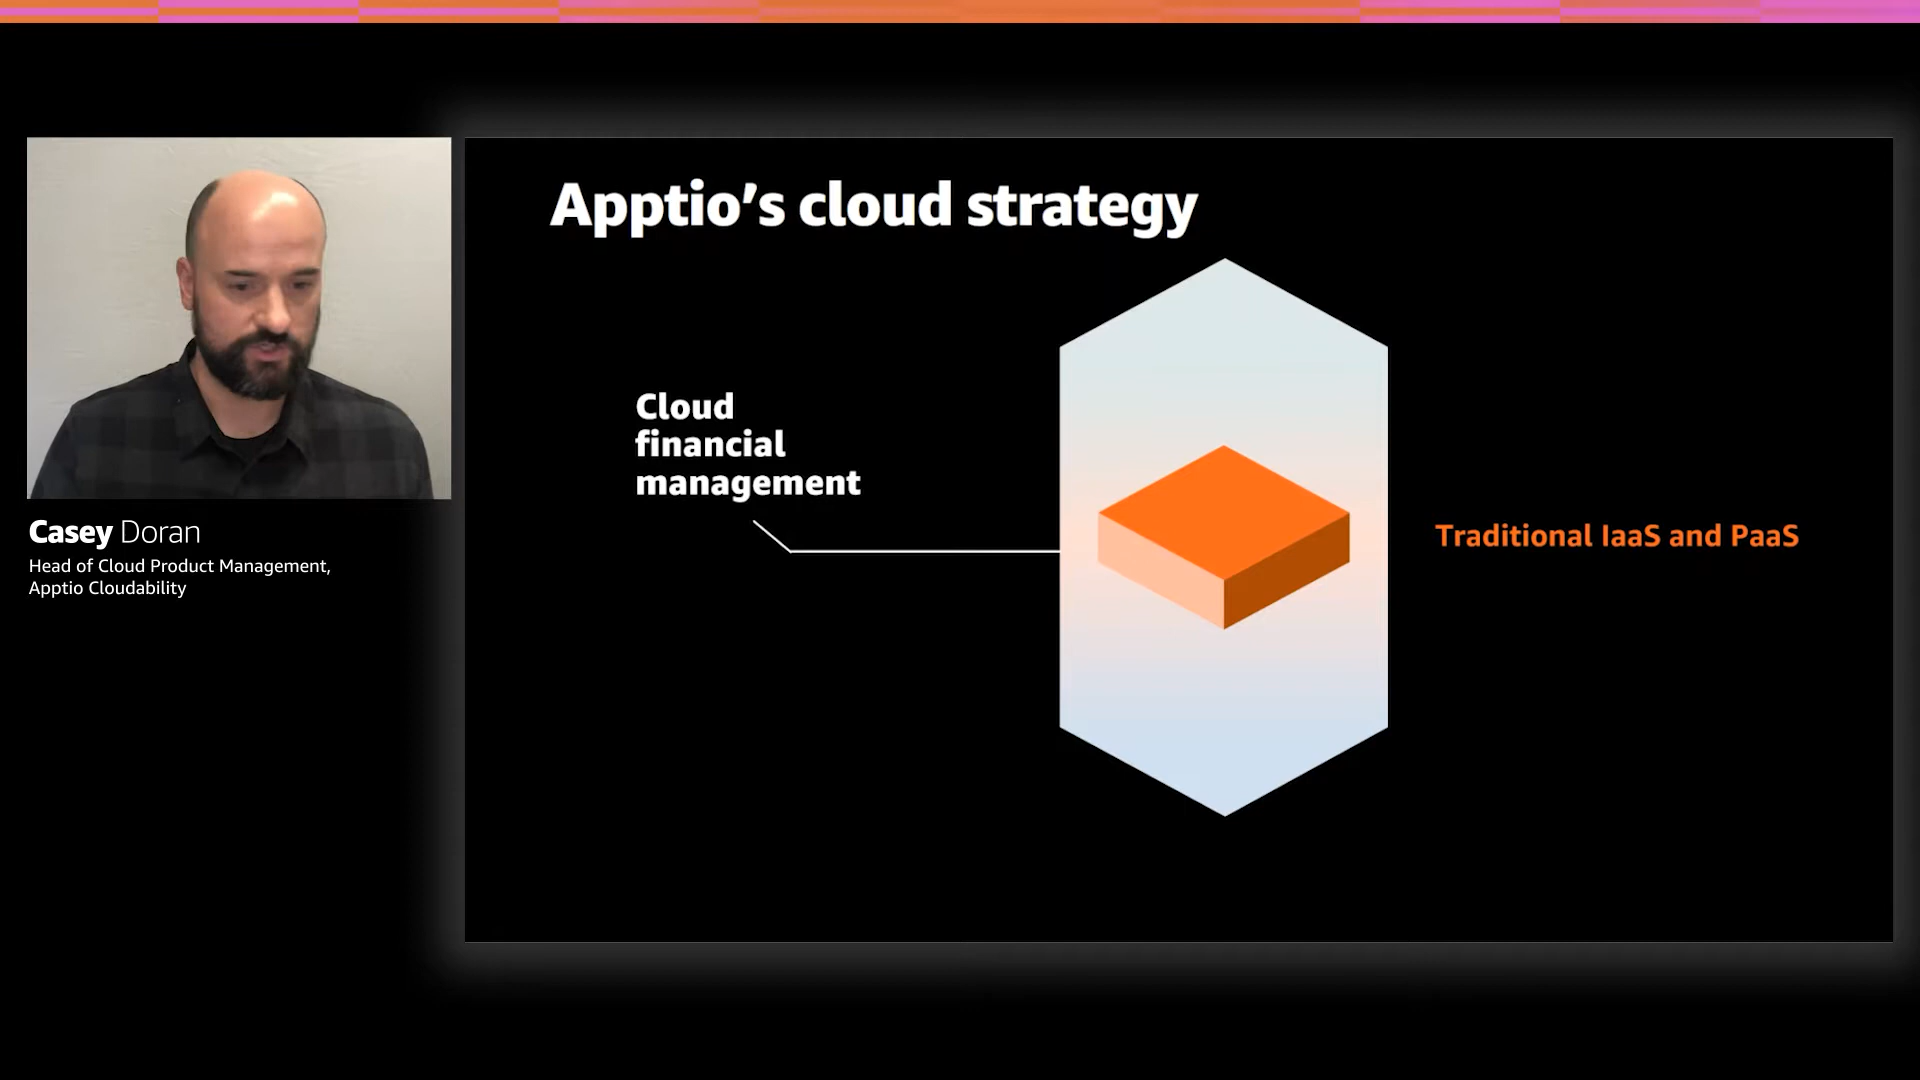 Apptio’s cloud strategy
Cloud
financial
management
Traditional IaaS and PaaS
Casey Doran
Head of Cloud Product Management,
Apptio Cloudability